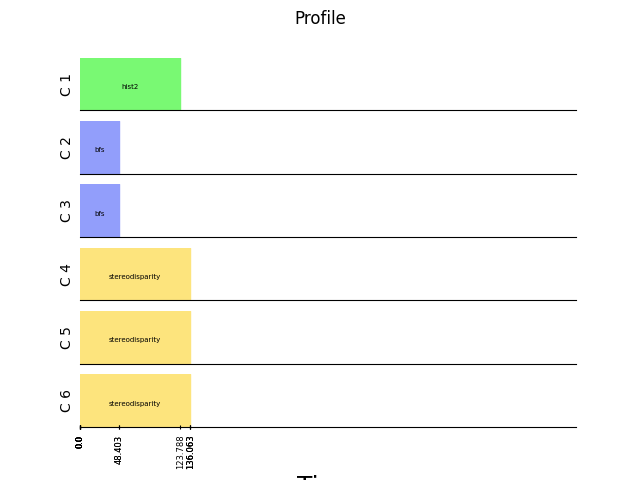 Profile
C 1
hist2
C 2
bfs
C 3
bfs
C 4
stereodisparity
C 5
stereodisparity
C 6
stereodisparity
0.0
48.403
123.788
136.063